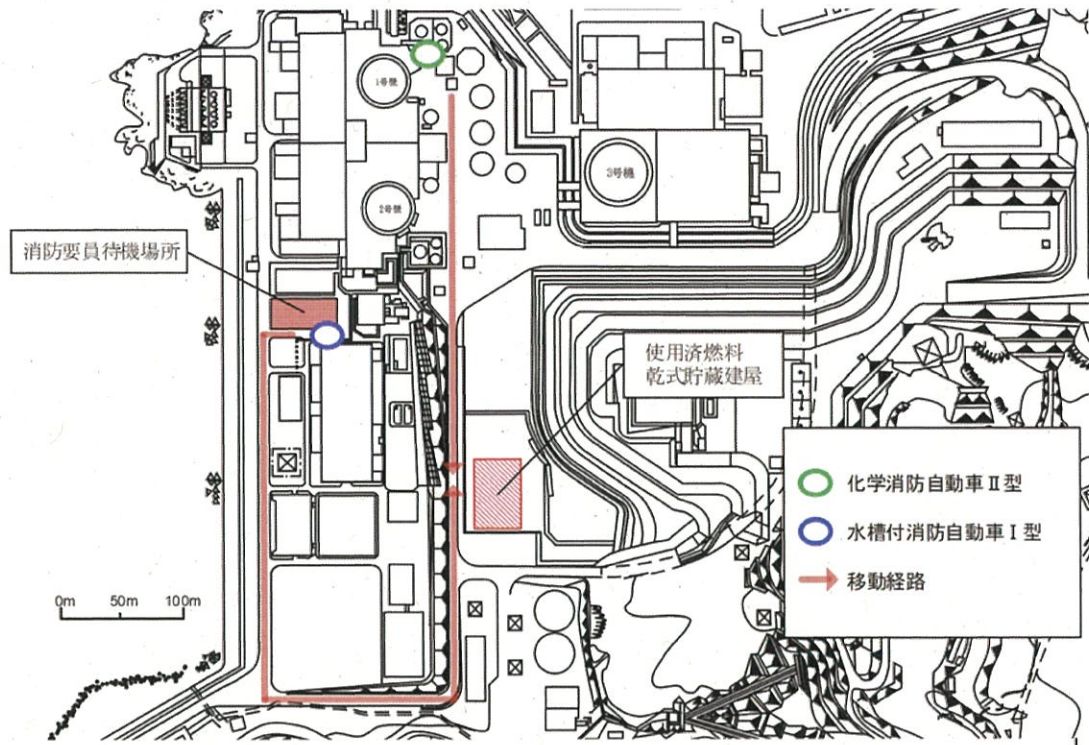 1号機
2号機
3号機
消防要員待機場所
使用済燃料
乾式貯蔵建屋
化学消防自動車Ⅱ型
水槽付消防自動車Ⅰ型
移動経路
0m 50m 100m